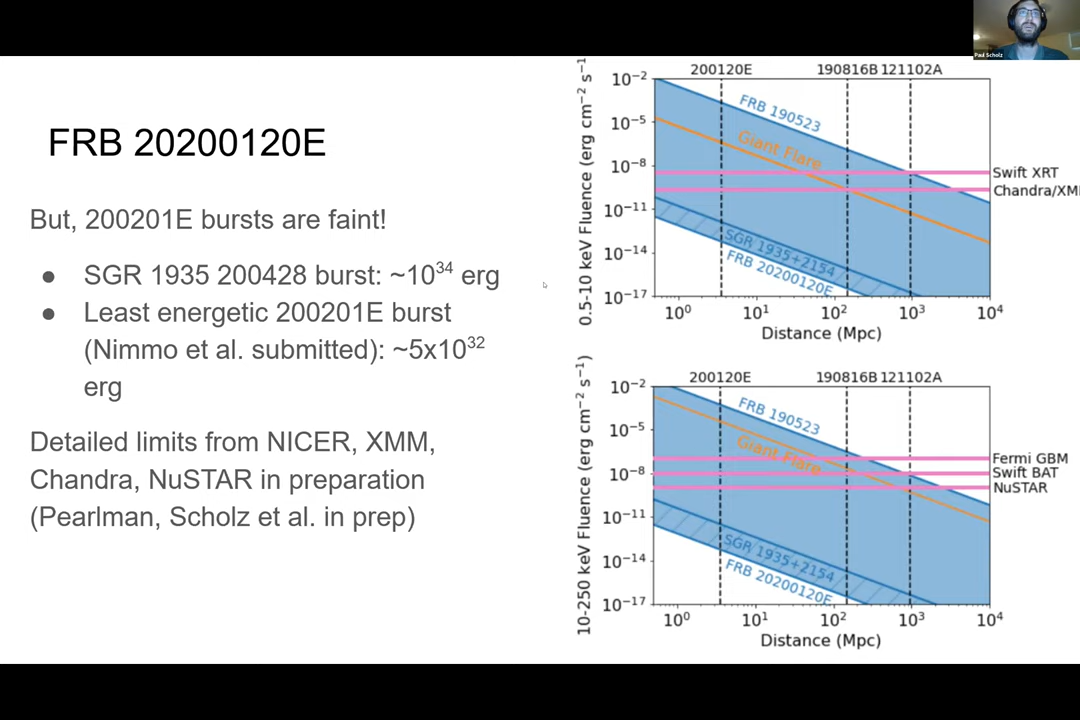 Paul Scholz
FRB 20200120E
But, 200201E bursts are faint!
● SGR 1935 200428 burst: ~10³⁴ erg
● Least energetic 200201E burst
(Nimmo et al. submitted): ~5x10³²
erg
Detailed limits from NICER, XMM,
Chandra, NuSTAR in preparation
(Pearlman, Scholz et al. in prep)
200120E 190816B 121102A
0.5-10 keV Fluence (erg cm⁻² s⁻¹
10⁻²
10⁻⁵
10⁻⁸
10⁻¹¹
10⁻¹⁴
10⁻¹⁷
FRB 190523
Giant Flare
SGR 1935+2154
FRB 20200120E
Swift XRT
Chandra/XM
10⁰ 10¹ 10² 10³ 10⁴
Distance (Mpc)
200120E 190816B 121102A
10-250 keV Fluence (erg cm⁻² s⁻¹)
10⁻²
10⁻⁵
10⁻⁸
10⁻¹¹
10⁻¹⁴
10⁻¹⁷
FRB 190523
Giant Flare
SGR 1935+2154
FRB 20200120E
Fermi GBM
Swift BAT
NuSTAR
10⁰ 10¹ 10² 10³ 10⁴
Distance (Mpc)